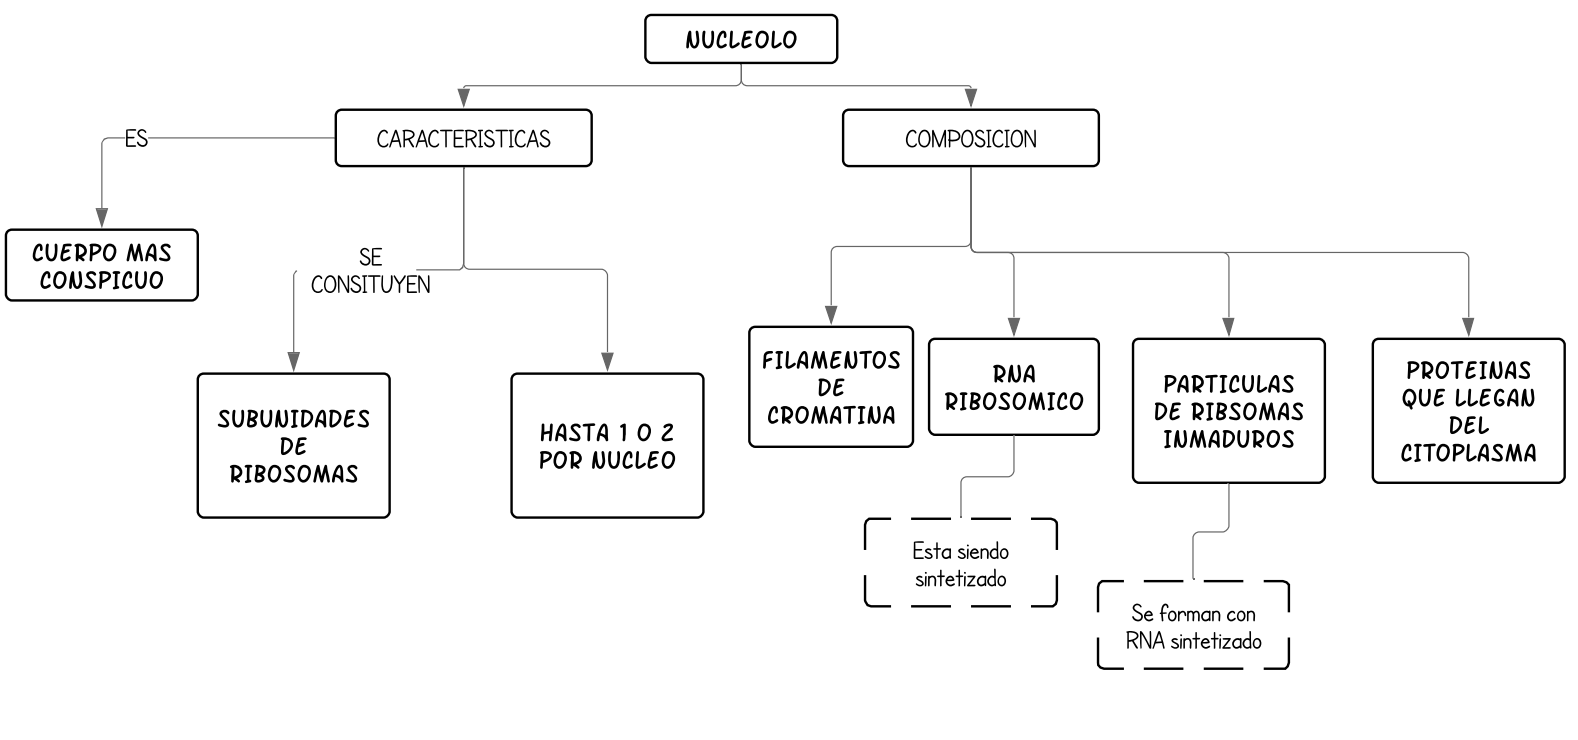 NUCLEOLO
CARACTERISTICAS
COMPOSICION
ES
CUERPO MAS
CONSPICUO
SE
CONSITUYEN
SUBUNIDADES
DE
RIBOSOMAS
HASTA 1 O 2
POR NUCLEO
FILAMENTOS
DE
CROMATINA
RNA
RIBOSOMICO
PARTICULAS
DE RIBSOMAS
INMADUROS
PROTEINAS
QUE LLEGAN
DEL
CITOPLASMA
Esta siendo
sintetizado
Se forman con
RNA sintetizado